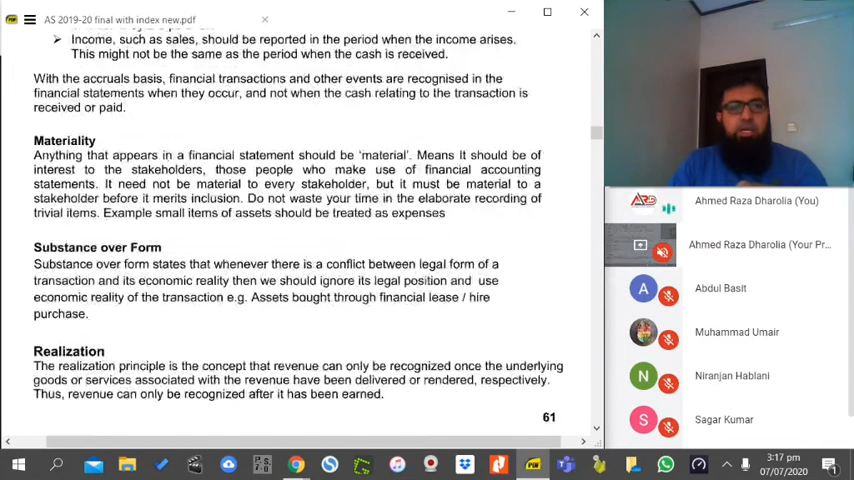 AS 2019-20 final with index new.pdf
Income, such as sales, should be reported in the period when the income arises.
This might not be the same as the period when the cash is received.
With the accruals basis, financial transactions and other events are recognised in the
financial statements when they occur, and not when the cash relating to the transaction is
received or paid.
Materiality
Anything that appears in a financial statement should be ‘material’. Means It should be of
interest to the stakeholders, those people who make use of financial accounting
statements. It need not be material to every stakeholder, but it must be material to a
stakeholder before it merits inclusion. Do not waste your time in the elaborate recording of
trivial items. Example small items of assets should be treated as expenses
Substance over Form
Substance over form states that whenever there is a conflict between legal form of a
transaction and its economic reality then we should ignore its legal position and use
economic reality of the transaction e.g. Assets bought through financial lease / hire
purchase.
Realization
The realization principle is the concept that revenue can only be recognized once the underlying
goods or services associated with the revenue have been delivered or rendered, respectively.
Thus, revenue can only be recognized after it has been earned.
61
ARD
Ahmed Raza Dharolia (You)
Ahmed Raza Dharolia (Your Pr...
A
Abdul Basit
Muhammad Umair
N
Niranjan Hablani
S
Sagar Kumar
3:17 pm
07/07/2020
1